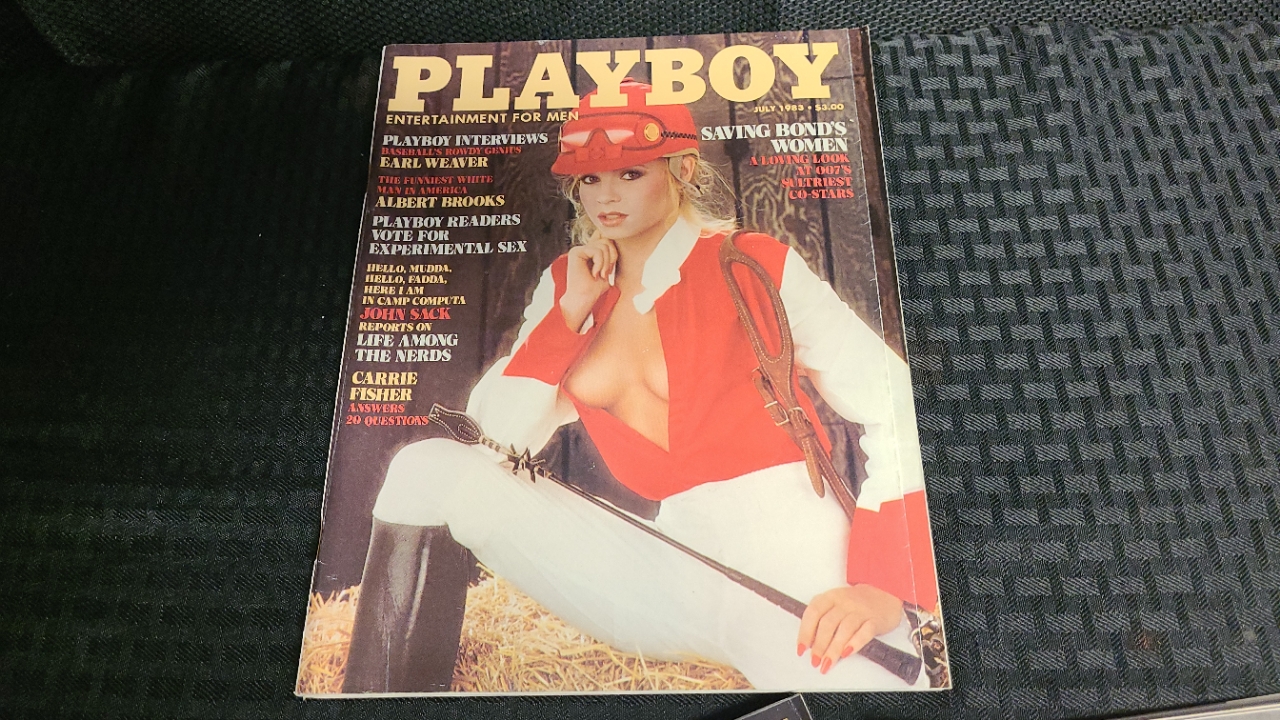 PLAYBOY
ENTERTAINMENT FOR MEN
JULY 1983 • $3.00
PLAYBOY INTERVIEWS
BASEBALL'S ROWDY GENIUS
EARL WEAVER
THE FUNNIEST WHITE
MAN IN AMERICA
ALBERT BROOKS
PLAYBOY READERS
VOTE FOR
EXPERIMENTAL SEX
HELLO, MUDDA,
HELLO, FADDA,
HERE I AM
IN CAMP COMPUTA
JOHN SACK
REPORTS ON
LIFE AMONG
THE NERDS
CARRIE
FISHER
ANSWERS
20 QUESTIONS
SAVING BOND'S
WOMEN
A LOVING LOOK
AT 007'S
SULTRIEST
CO-STARS